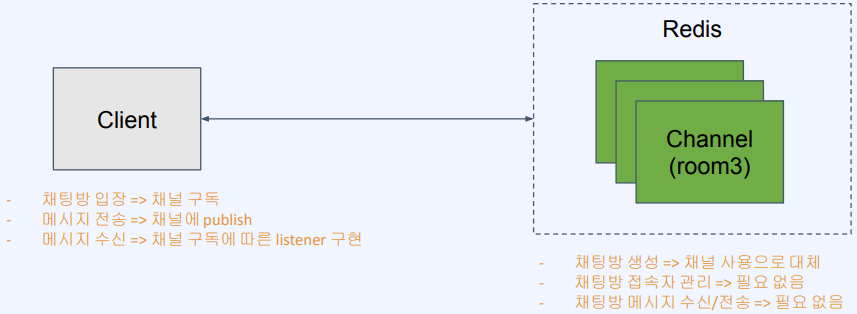 Redis
Client
Channel
(room3)
- 채팅방 입장 => 채널 구독
- 메시지 전송 => 채널에 publish
- 메시지 수신 => 채널 구독에 따른 listener 구현
- 채팅방 생성 => 채널 사용으로 대체
- 채팅방 접속자 관리 => 필요 없음
- 채팅방 메시지 수신/전송 => 필요 없음